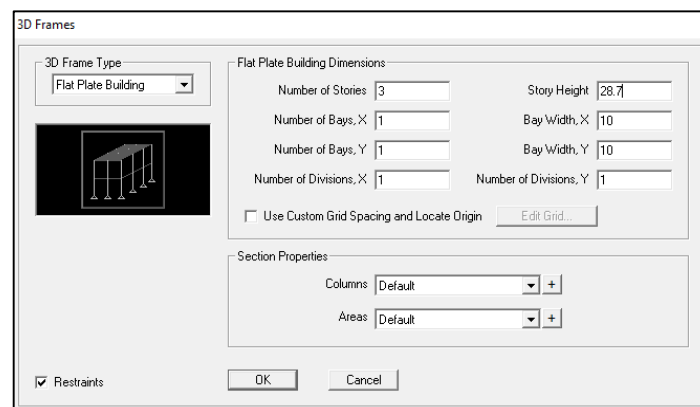 3D Frames
3D Frame Type
Flat Plate Building
Flat Plate Building Dimensions
Number of Stories 3 Story Height 28.7
Number of Bays, X 1 Bay Width, X 10
Number of Bays, Y 1 Bay Width, Y 10
Number of Divisions, X 1 Number of Divisions, Y 1
Use Custom Grid Spacing and Locate Origin Edit Grid...
Section Properties
Columns Default +
Areas Default +
Restraints OK Cancel